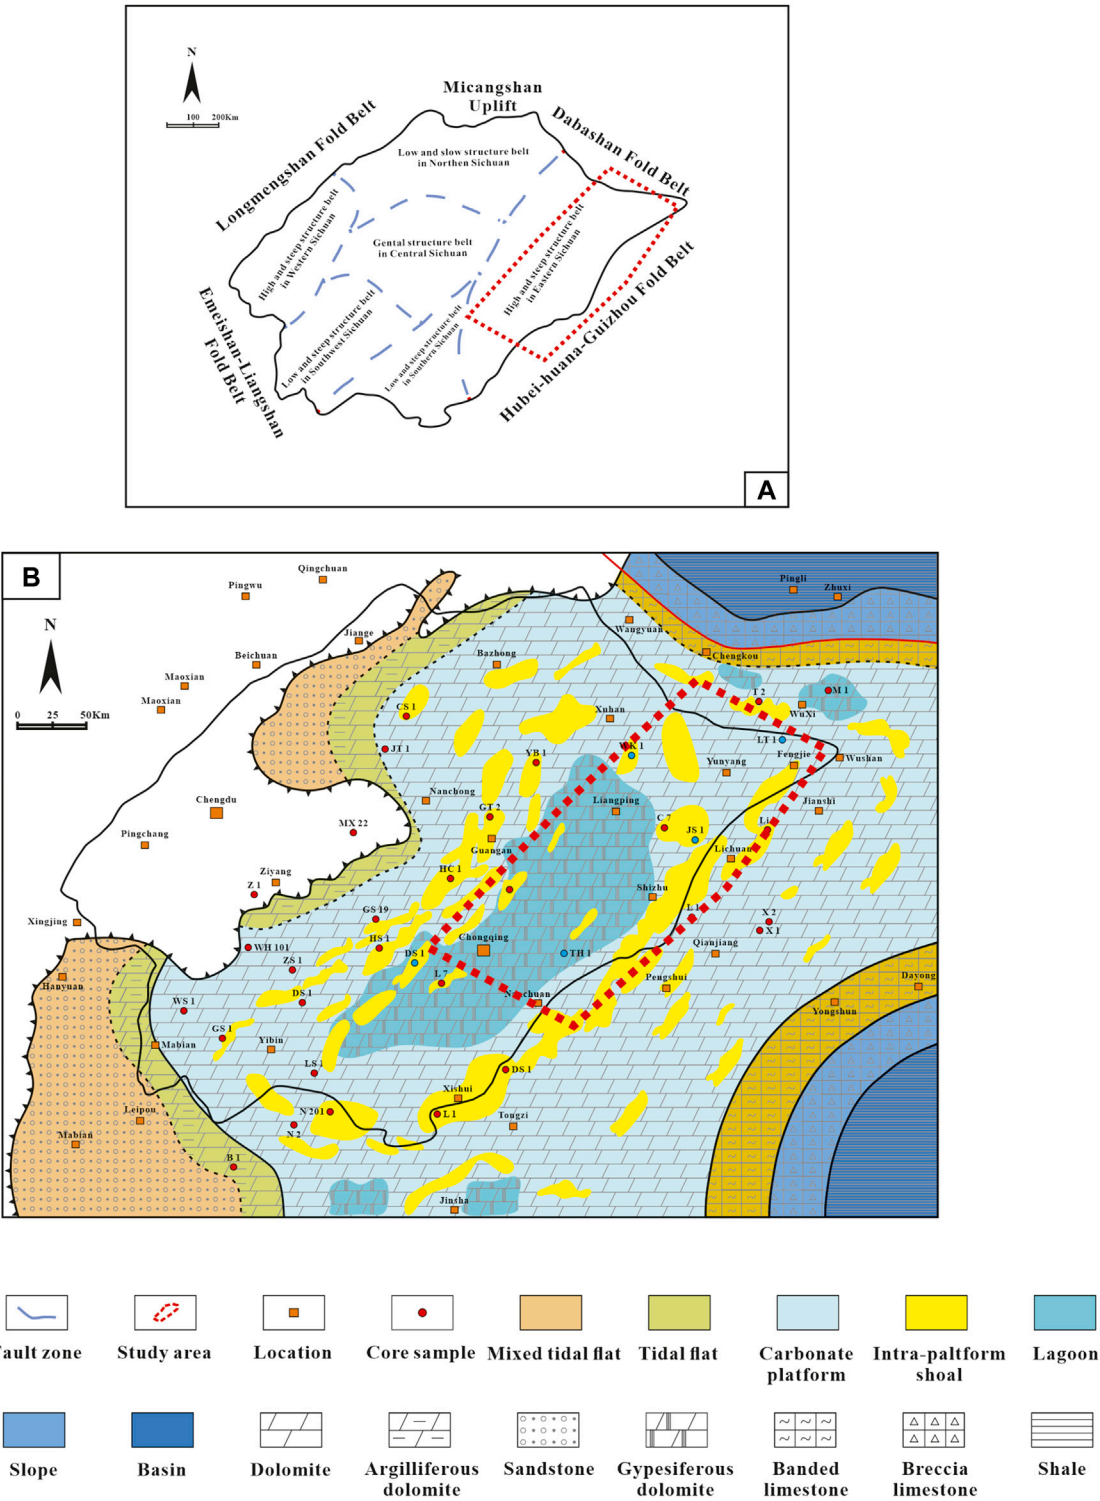 N
100 200Km
Micangshan
Uplift
Longmengshan Fold Belt
Dabashan Fold Belt
Low and slow structure belt
in Northen Sichuan
High and steep structure belt
in Western Sichuan
Gental structure belt
in Central Sichuan
High and steep structure belt
in Eastern Sichuan
Low and steep structure belt
in Southwest Sichuan
Low and steep structure belt
in Southern Sichuan
Emeishan-Liangshan
Fold Belt
Hubei-huana-Guizhou Fold Belt
A
B
N
0 25 50Km
Qingchuan
Pingwu
Pingli
Zhuxi
Jiange
Wangyuan
Beichuan
Bazhong
Chengkou
Maoxian
Maoxian
CS 1
Xuhan
T 2
M 1
WuXi
JT 1
YB 1
WK 1
LT 1
Fengjie
Wushan
Yunyang
Chengdu
Nanchong
GT 2
Liangping
Jianshi
MX 22
C 7
JS 1
Li
Pingchang
Guangan
Lichuan
Ziyang
HC 1
Z 1
Shizhu
GS 19
L 1
X 2
X 1
Xingjing
WH 101
HS 1
DS 1
Chongqing
TH 1
Qianjiang
ZS 1
L 7
Pengshui
Dayong
Hanyuan
DS 1
Nanchuan
Yongshun
WS 1
GS 1
Mabian
Yibin
LS 1
DS 1
Xishui
Leipou
N 201
L 1
Tongzi
N 2
Mabian
B 1
Jinsha
ault zone
Study area
Location
Core sample
Mixed tidal flat
Tidal flat
Carbonate
platform
Intra-paltform
shoal
Lagoon
Slope
Basin
Dolomite
Argilliferous
dolomite
Sandstone
Gypesiferous
dolomite
Banded
limestone
Breccia
limestone
Shale